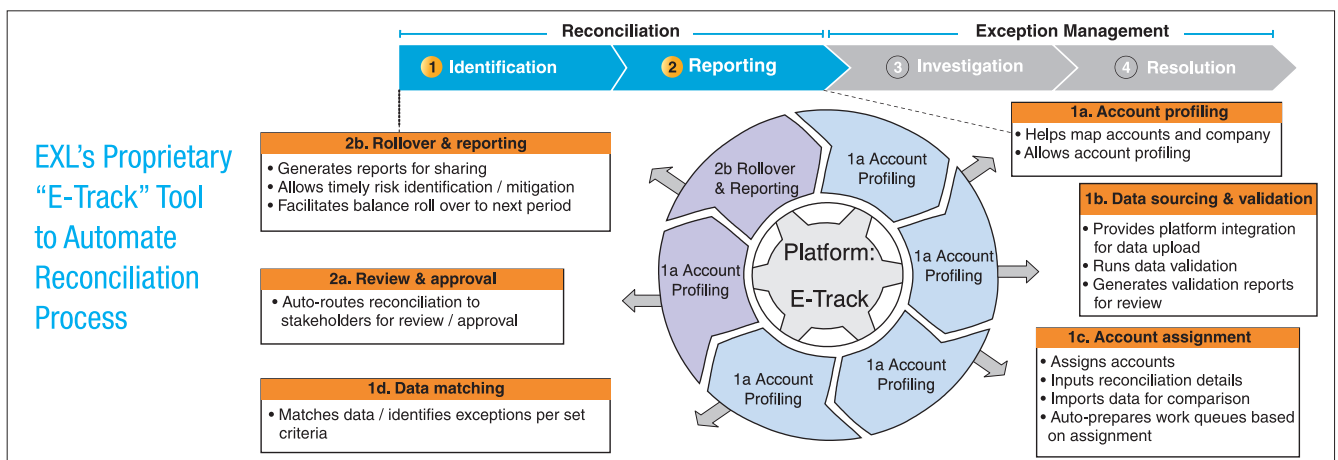 Reconciliation
Exception Management
1 Identification
2 Reporting
3 Investigation
4 Resolution
EXL's Proprietary
"E-Track" Tool
to Automate
Reconciliation
Process
2b. Rollover & reporting
• Generates reports for sharing
• Allows timely risk identification / mitigation
• Facilitates balance roll over to next period
2a. Review & approval
• Auto-routes reconciliation to
stakeholders for review / approval
1d. Data matching
• Matches data / identifies exceptions per set
criteria
2b Rollover
& Reporting
1a Account
Profiling
1a Account
Profiling
1a Account
Profiling
1a Account
Profiling
1a Account
Profiling
Platform:
E-Track
1a. Account profiling
• Helps map accounts and company
• Allows account profiling
1b. Data sourcing & validation
• Provides platform integration
for data upload
• Runs data validation
• Generates validation reports
for review
1c. Account assignment
• Assigns accounts
• Inputs reconciliation details
• Imports data for comparison
• Auto-prepares work queues based
on assignment